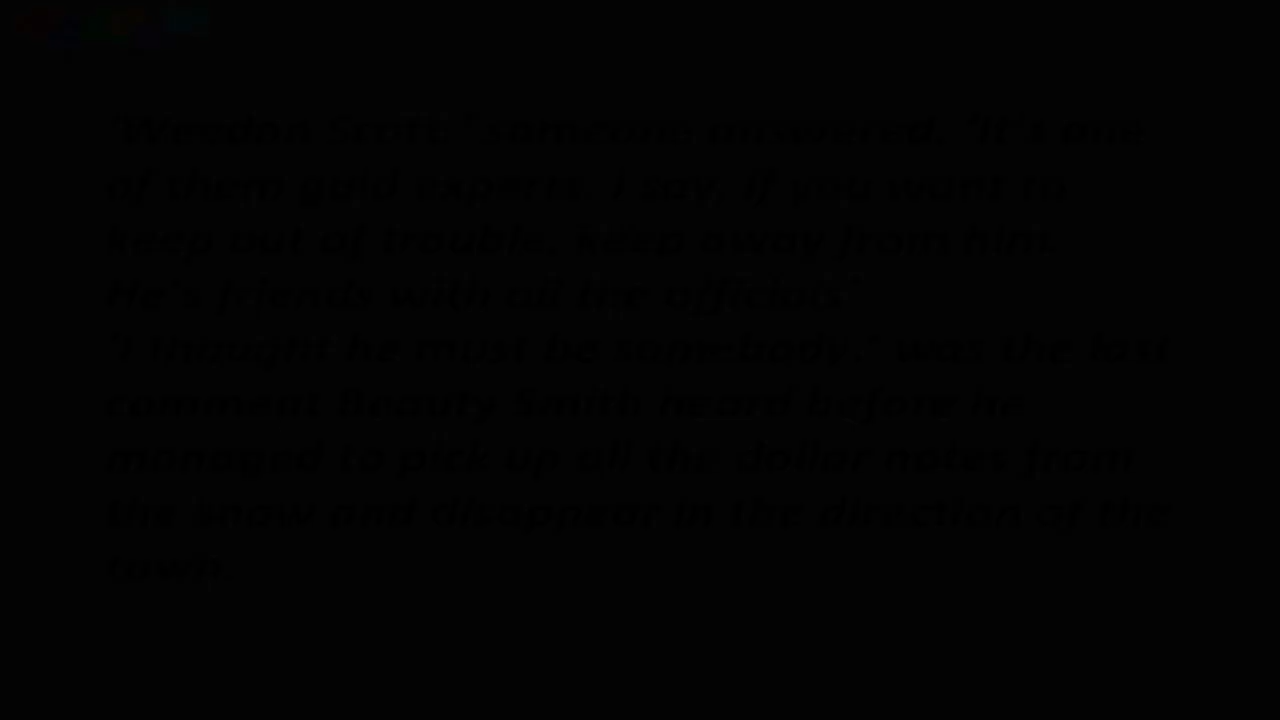 "Weedon Scott," someone answered. "It's one
of them gold experts. I say, if you want to
keep out of trouble, keep away from him.
He's friends with all the officials."
"I thought he must be somebody," was the last
comment Beauty Smith heard before he
managed to pick up all the dollar notes from
the snow and disappear in the direction of the
town.